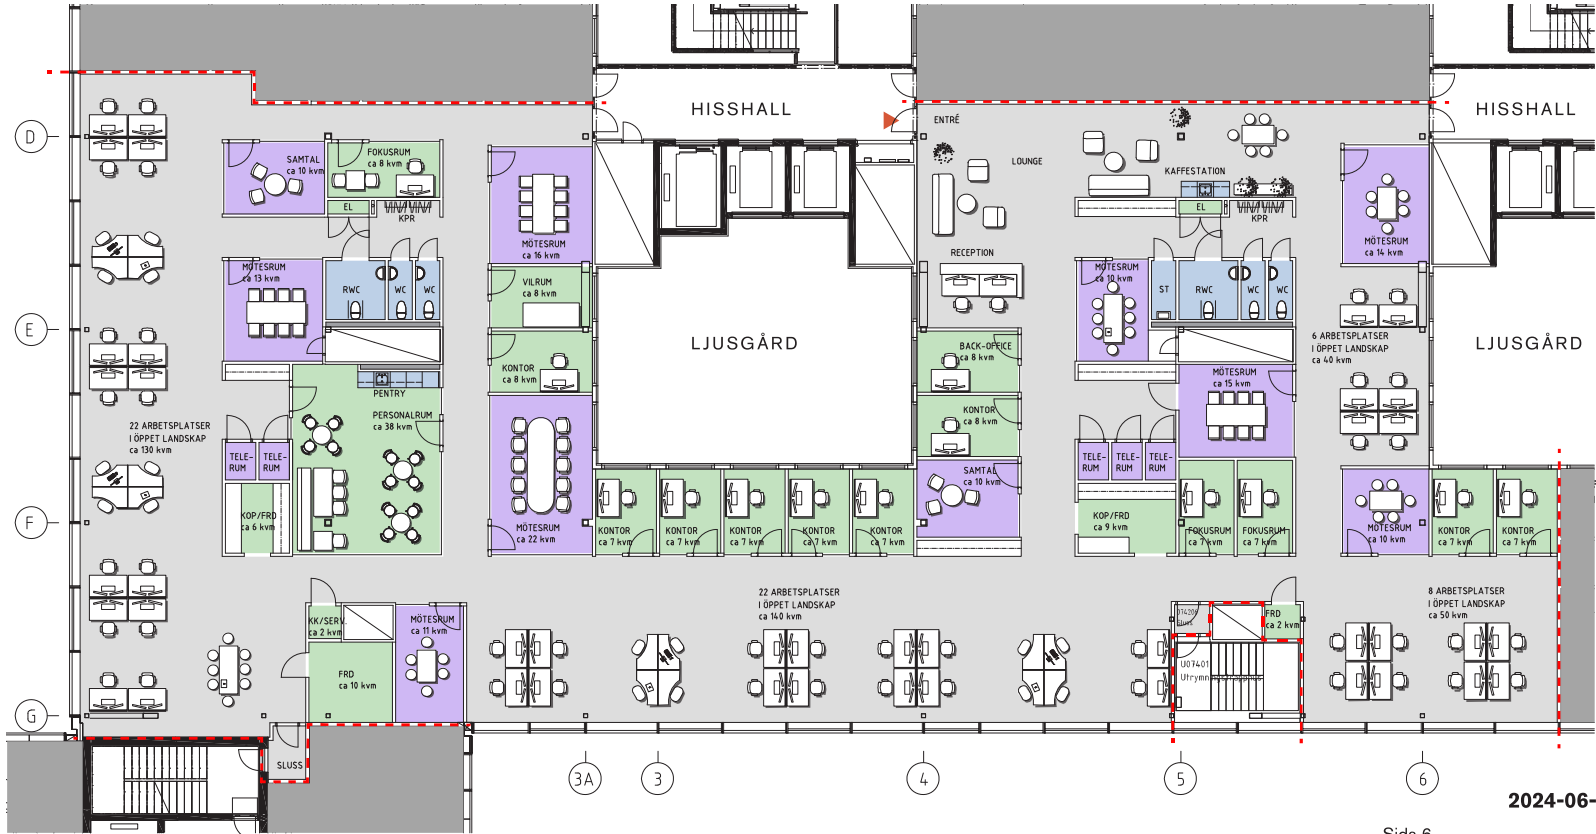 HISSHALL
HISSHALL
D
ENTRÉ
SAMTAL
ca 10 kvm
FOKUSRUM
ca 8 kvm
LOUNGE
KAFFESTATION
EL
KPR
EL
KPR
MÖTESRUM
ca 16 kvm
MÖTESRUM
ca 14 kvm
RECEPTION
MÖTESRUM
ca 13 kvm
RWC
WC
WC
VILRUM
ca 8 kvm
MÖTESRUM
ca 10 kvm
ST
RWC
WC
WC
E
LJUSGÅRD
LJUSGÅRD
6 ARBETSPLATSER
I ÖPPET LANDSKAP
ca 40 kvm
BACK-OFFICE
ca 8 kvm
KONTOR
ca 8 kvm
MÖTESRUM
ca 15 kvm
PENTRY
PERSONALRUM
ca 38 kvm
KONTOR
ca 8 kvm
22 ARBETSPLATSER
I ÖPPET LANDSKAP
ca 130 kvm
TELE-
RUM
TELE-
RUM
TELE-
RUM
TELE-
RUM
TELE-
RUM
SAMTAL
ca 10 kvm
F
KOP/FRD
ca 6 kvm
MÖTESRUM
ca 22 kvm
KONTOR
ca 7 kvm
KONTOR
ca 7 kvm
KONTOR
ca 7 kvm
KONTOR
ca 7 kvm
KONTOR
ca 7 kvm
KOP/FRD
ca 9 kvm
FOKUSRUM
ca 7 kvm
FOKUSRUM
ca 7 kvm
MÖTESRUM
ca 10 kvm
KONTOR
ca 7 kvm
KONTOR
ca 7 kvm
22 ARBETSPLATSER
I ÖPPET LANDSKAP
ca 140 kvm
8 ARBETSPLATSER
I ÖPPET LANDSKAP
ca 50 kvm
KK/SERV.
ca 2 kvm
MÖTESRUM
ca 11 kvm
FRD
ca 2 kvm
FRD
ca 10 kvm
U07401
Utrymn
G
SLUSS
3A
3
4
5
6
2024-06-